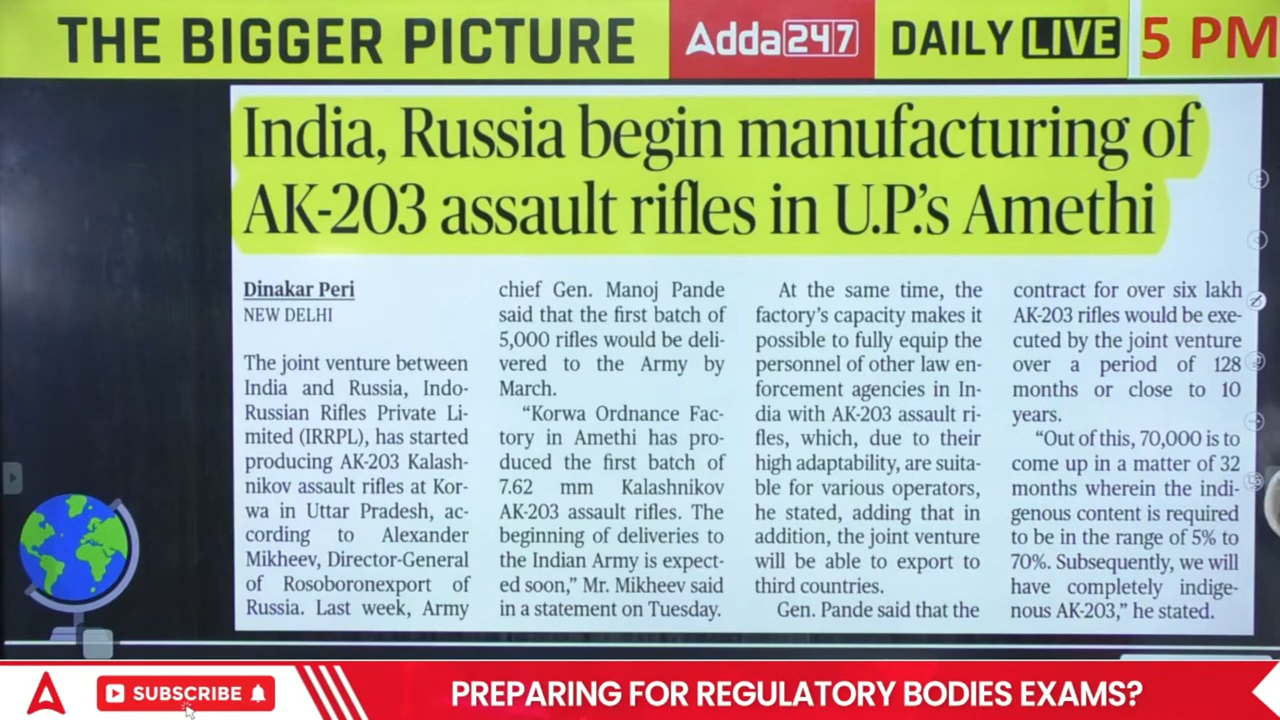 THE BIGGER PICTURE
Adda247
DAILY LIVE
5 PM
India, Russia begin manufacturing of
AK-203 assault rifles in U.P.'s Amethi
Dinakar Peri
NEW DELHI
The joint venture between
India and Russia, Indo-
Russian Rifles Private Li-
mited (IRRPL), has started
producing AK-203 Kalash-
nikov assault rifles at Kor-
wa in Uttar Pradesh, ac-
cording to Alexander
Mikheev, Director-General
of Rosoboronexport of
Russia. Last week, Army
chief Gen. Manoj Pande
said that the first batch of
5,000 rifles would be deli-
vered to the Army by
March.
“Korwa Ordnance Fac-
tory in Amethi has pro-
duced the first batch of
7.62 mm Kalashnikov
AK-203 assault rifles. The
beginning of deliveries to
the Indian Army is expect-
ed soon,” Mr. Mikheev said
in a statement on Tuesday.
At the same time, the
factory's capacity makes it
possible to fully equip the
personnel of other law en-
forcement agencies in In-
dia with AK-203 assault ri-
fles, which, due to their
high adaptability, are suita-
ble for various operators,
he stated, adding that in
addition, the joint venture
will be able to export to
third countries.
Gen. Pande said that the
contract for over six lakh
AK-203 rifles would be exe-
cuted by the joint venture
over a period of 128
months or close to 10
years.
“Out of this, 70,000 is to
come up in a matter of 32
months wherein the indi-
genous content is required
to be in the range of 5% to
70%. Subsequently, we will
have completely indige-
nous AK-203,” he stated.
SUBSCRIBE
PREPARING FOR REGULATORY BODIES EXAMS?